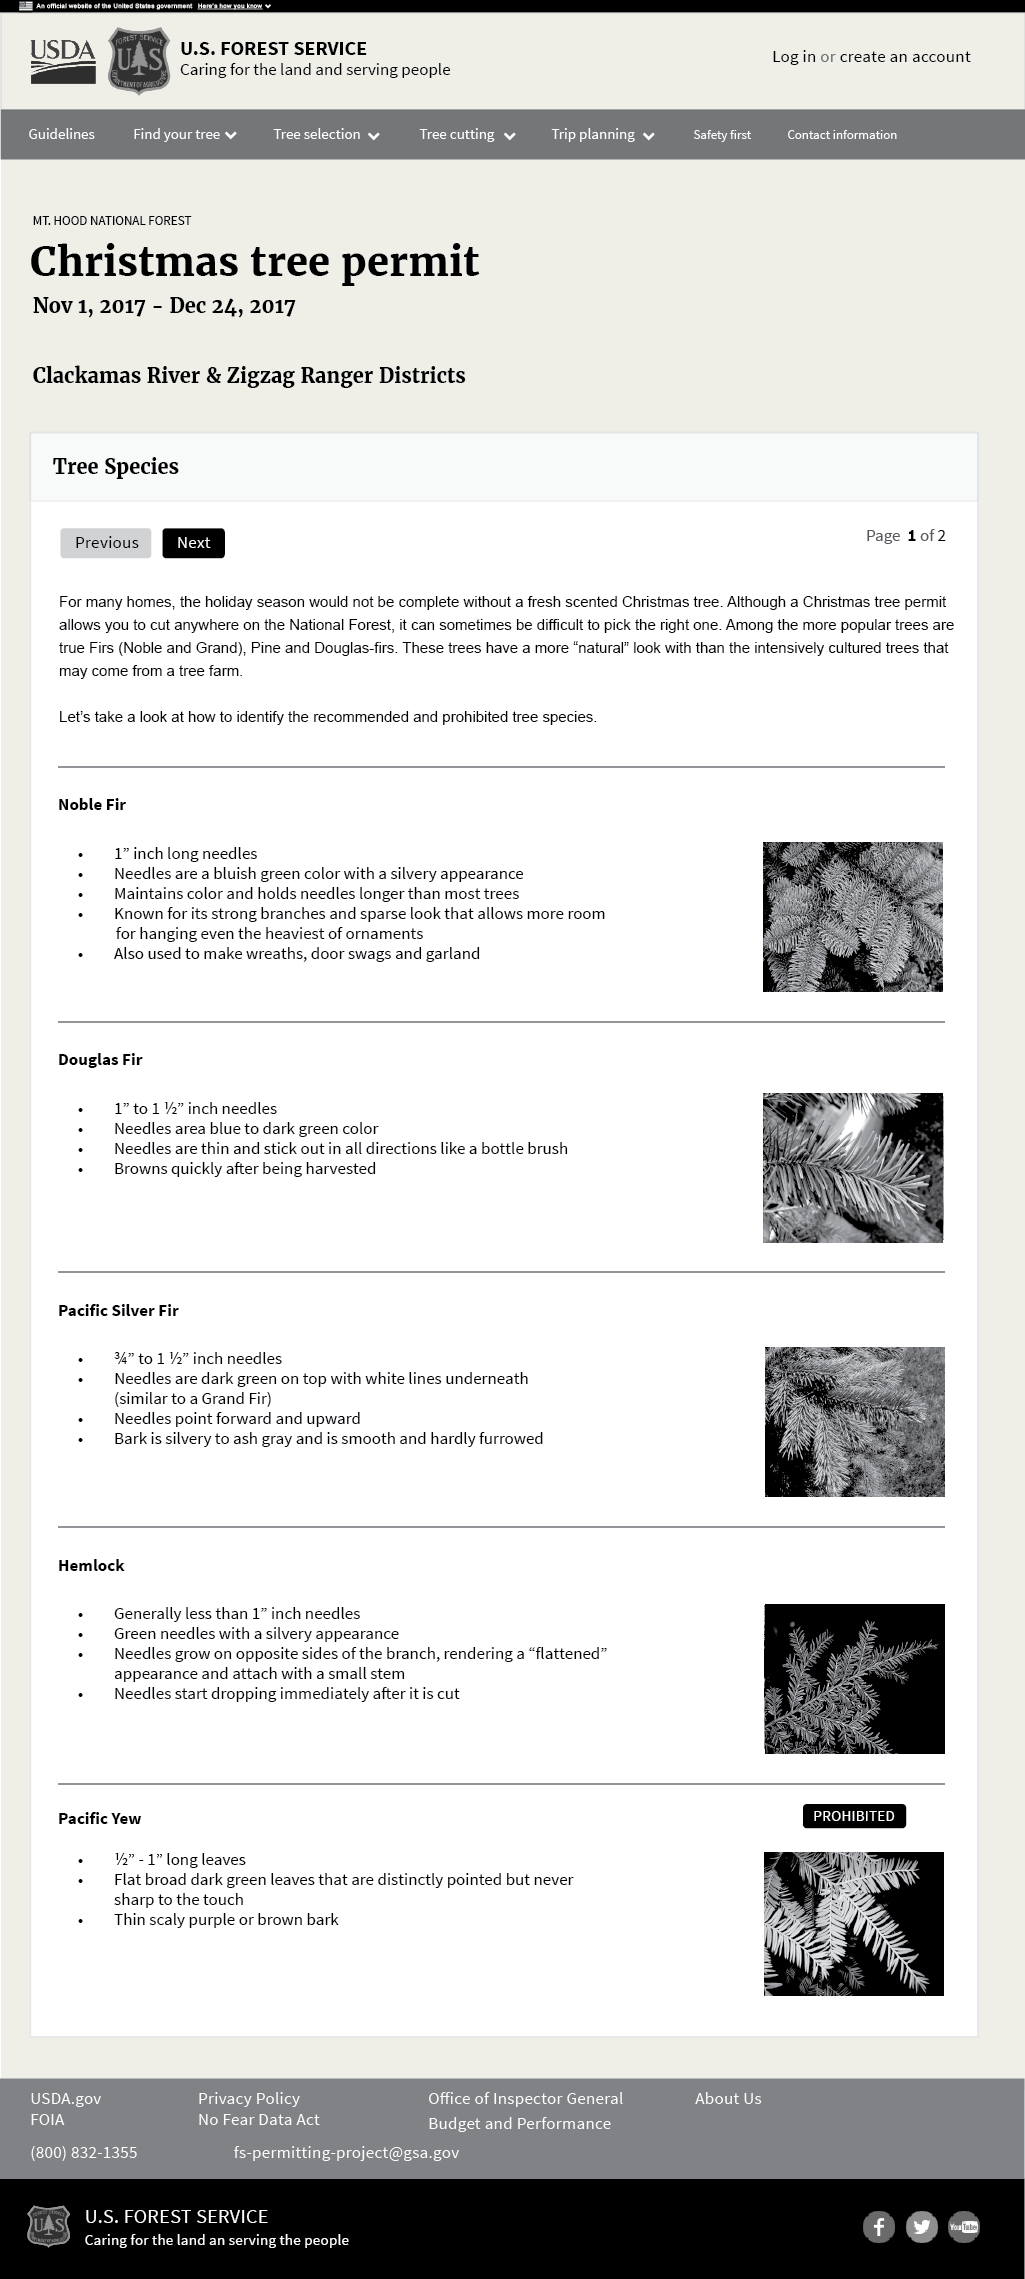 An official website of the United States government Here's how you know
USDA
FOREST SERVICE
UAS
DEPARTMENT OF AGRICULTURE
U.S. FOREST SERVICE
Caring for the land and serving people
Log in or create an account
Guidelines Find your tree Tree selection Tree cutting Trip planning Safety first Contact information
MT. HOOD NATIONAL FOREST
Christmas tree permit
Nov 1, 2017 - Dec 24, 2017
Clackamas River & Zigzag Ranger Districts
Tree Species
Previous Next Page 1 of 2
For many homes, the holiday season would not be complete without a fresh scented Christmas tree. Although a Christmas tree permit
allows you to cut anywhere on the National Forest, it can sometimes be difficult to pick the right one. Among the more popular trees are
true Firs (Noble and Grand), Pine and Douglas-firs. These trees have a more “natural” look with than the intensively cultured trees that
may come from a tree farm.
Let’s take a look at how to identify the recommended and prohibited tree species.
Noble Fir
• 1” inch long needles
• Needles are a bluish green color with a silvery appearance
• Maintains color and holds needles longer than most trees
• Known for its strong branches and sparse look that allows more room
for hanging even the heaviest of ornaments
• Also used to make wreaths, door swags and garland
Douglas Fir
• 1” to 1 ½” inch needles
• Needles area blue to dark green color
• Needles are thin and stick out in all directions like a bottle brush
• Browns quickly after being harvested
Pacific Silver Fir
• ¾” to 1 ½” inch needles
• Needles are dark green on top with white lines underneath
(similar to a Grand Fir)
• Needles point forward and upward
• Bark is silvery to ash gray and is smooth and hardly furrowed
Hemlock
• Generally less than 1” inch needles
• Green needles with a silvery appearance
• Needles grow on opposite sides of the branch, rendering a “flattened”
appearance and attach with a small stem
• Needles start dropping immediately after it is cut
Pacific Yew PROHIBITED
• ½” - 1” long leaves
• Flat broad dark green leaves that are distinctly pointed but never
sharp to the touch
• Thin scaly purple or brown bark
USDA.gov Privacy Policy Office of Inspector General About Us
FOIA No Fear Data Act Budget and Performance
(800) 832-1355 fs-permitting-project@gsa.gov
UAS
U.S. FOREST SERVICE
Caring for the land an serving the people
YouTube